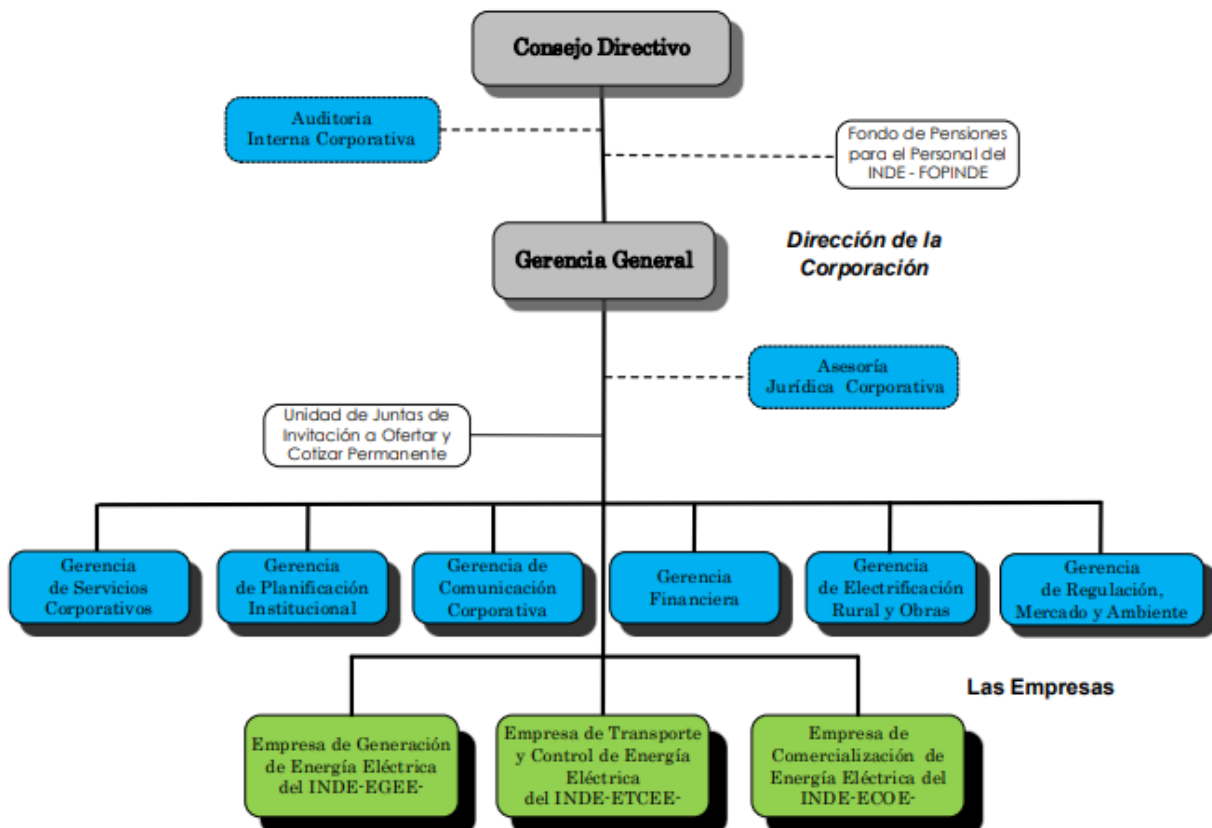 Consejo Directivo
Auditoria
Interna Corporativa
Fondo de Pensiones
para el Personal del
INDE - FOPINDE
Gerencia General
Dirección de la
Corporación
Asesoría
Jurídica Corporativa
Unidad de Juntas de
Invitación a Ofertar y
Cotizar Permanente
Gerencia
de Servicios
Corporativos
Gerencia
de Planificación
Institucional
Gerencia de
Comunicación
Corporativa
Gerencia
Financiera
Gerencia
de Electrificación
Rural y Obras
Gerencia
de Regulación,
Mercado y Ambiente
Las Empresas
Empresa de Generación
de Energía Eléctrica
del INDE-EGEE-
Empresa de Transporte
y Control de Energía
Eléctrica
del INDE-ETCEE-
Empresa de
Comercialización de
Energía Eléctrica del
INDE-ECOE-